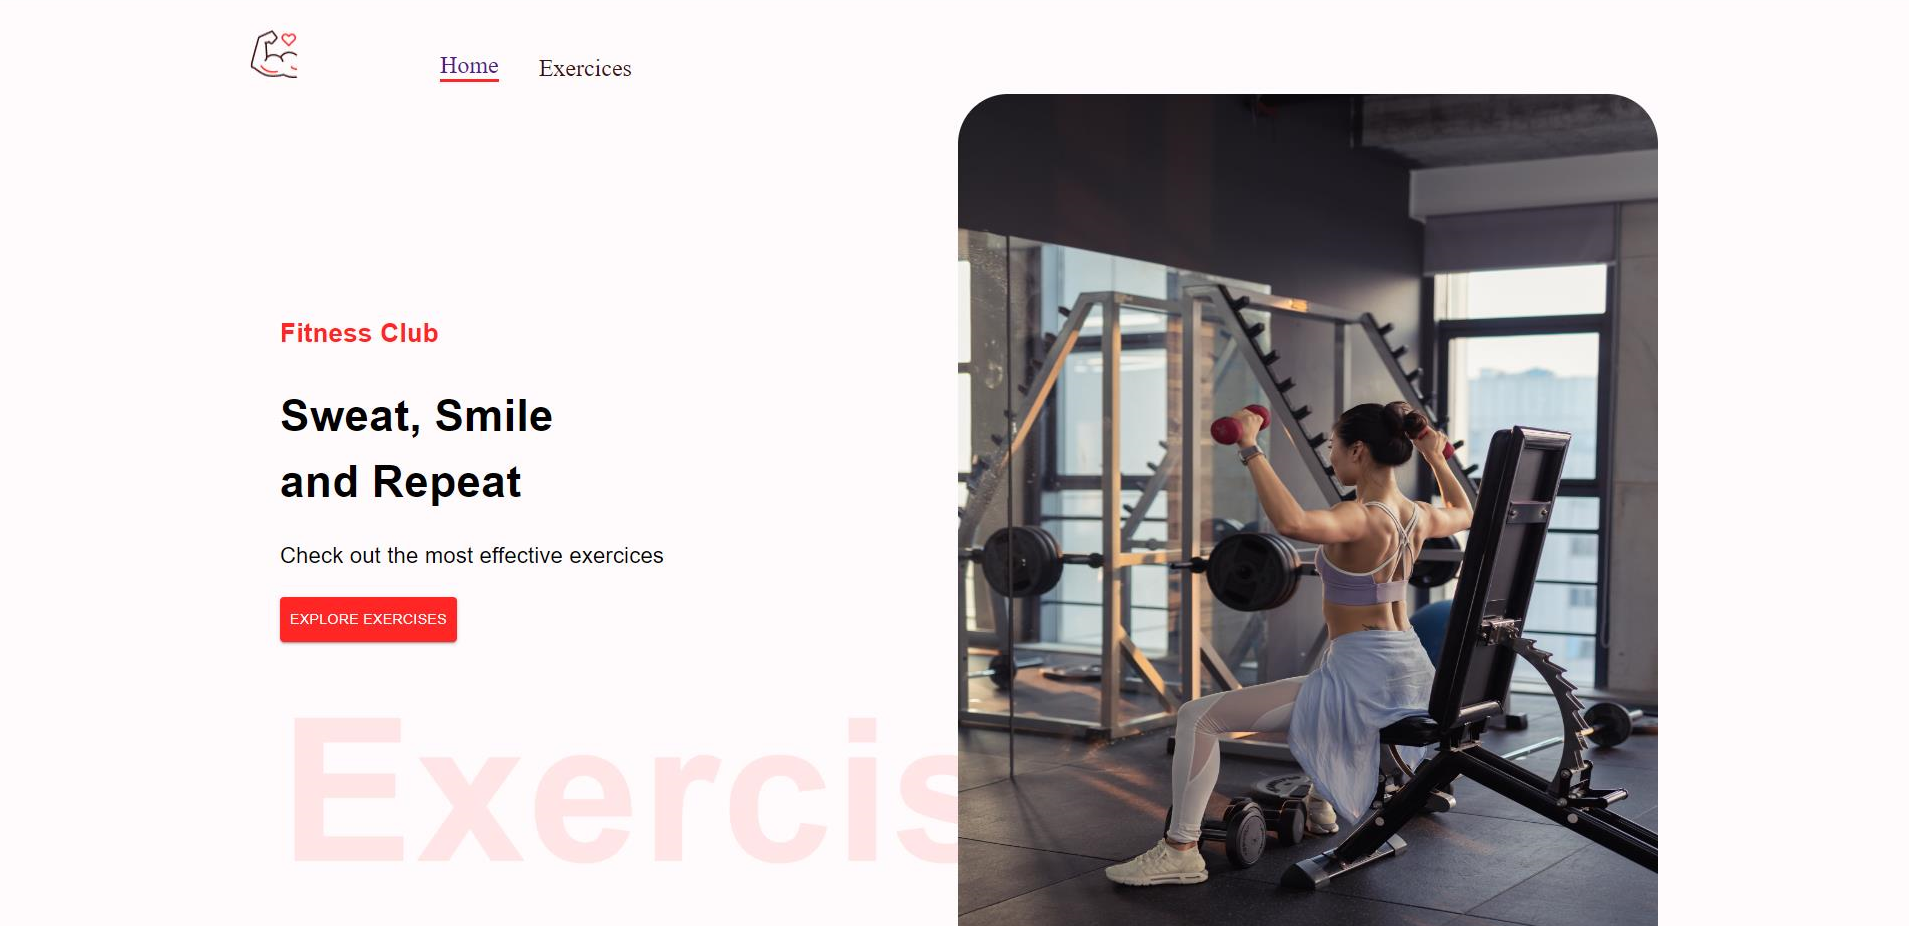 Home
Exercices
Fitness Club
Sweat, Smile
and Repeat
Check out the most effective exercices
EXPLORE EXERCISES
Exercis